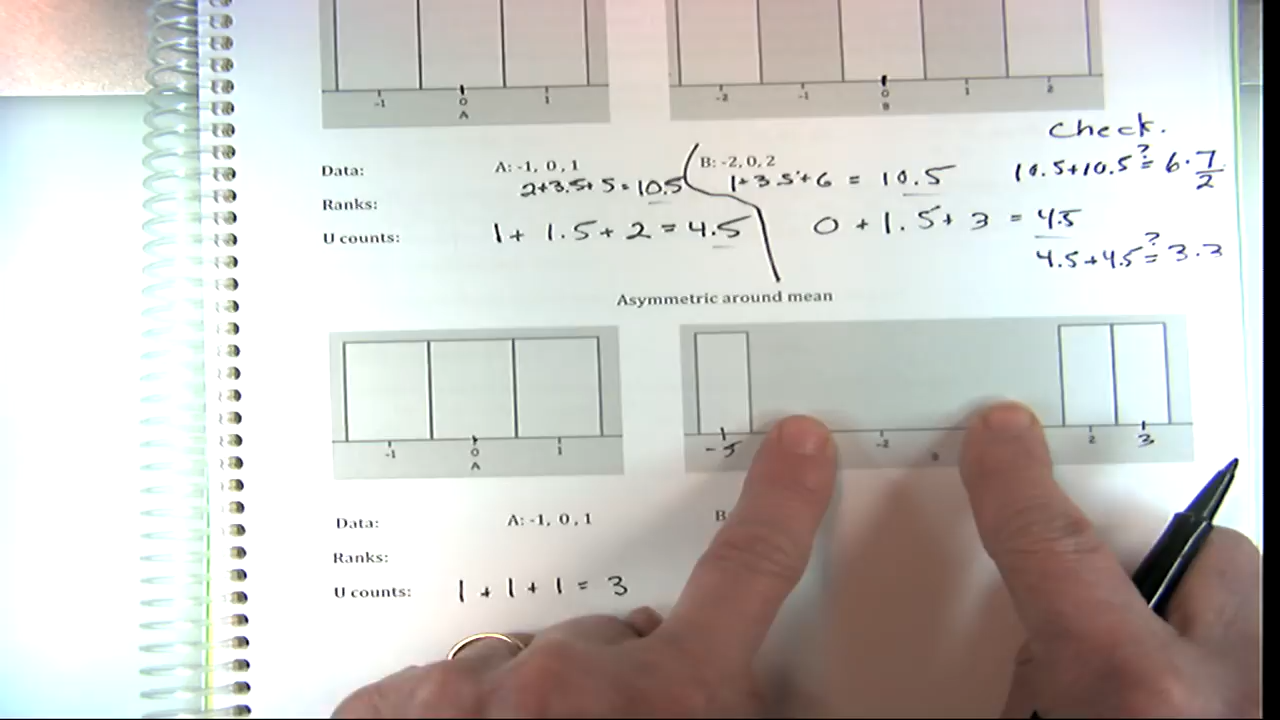 -1 0 1
A
-2 -1 0 1 2
B
Check.
Data: A: -1, 0, 1 B: -2, 0, 2
10.5+10.5 ?= 6·7/2
2+3.5+5=10.5 1+3.5+6 = 10.5
Ranks:
U counts: 1+ 1.5+2=4.5 0+1.5+3 = 4.5
4.5+4.5 ?= 3·3
Asymmetric around mean
-1 0 1
A
-5 -2 2 3
B
Data: A: -1, 0, 1 B
Ranks:
U counts: 1+1+1=3